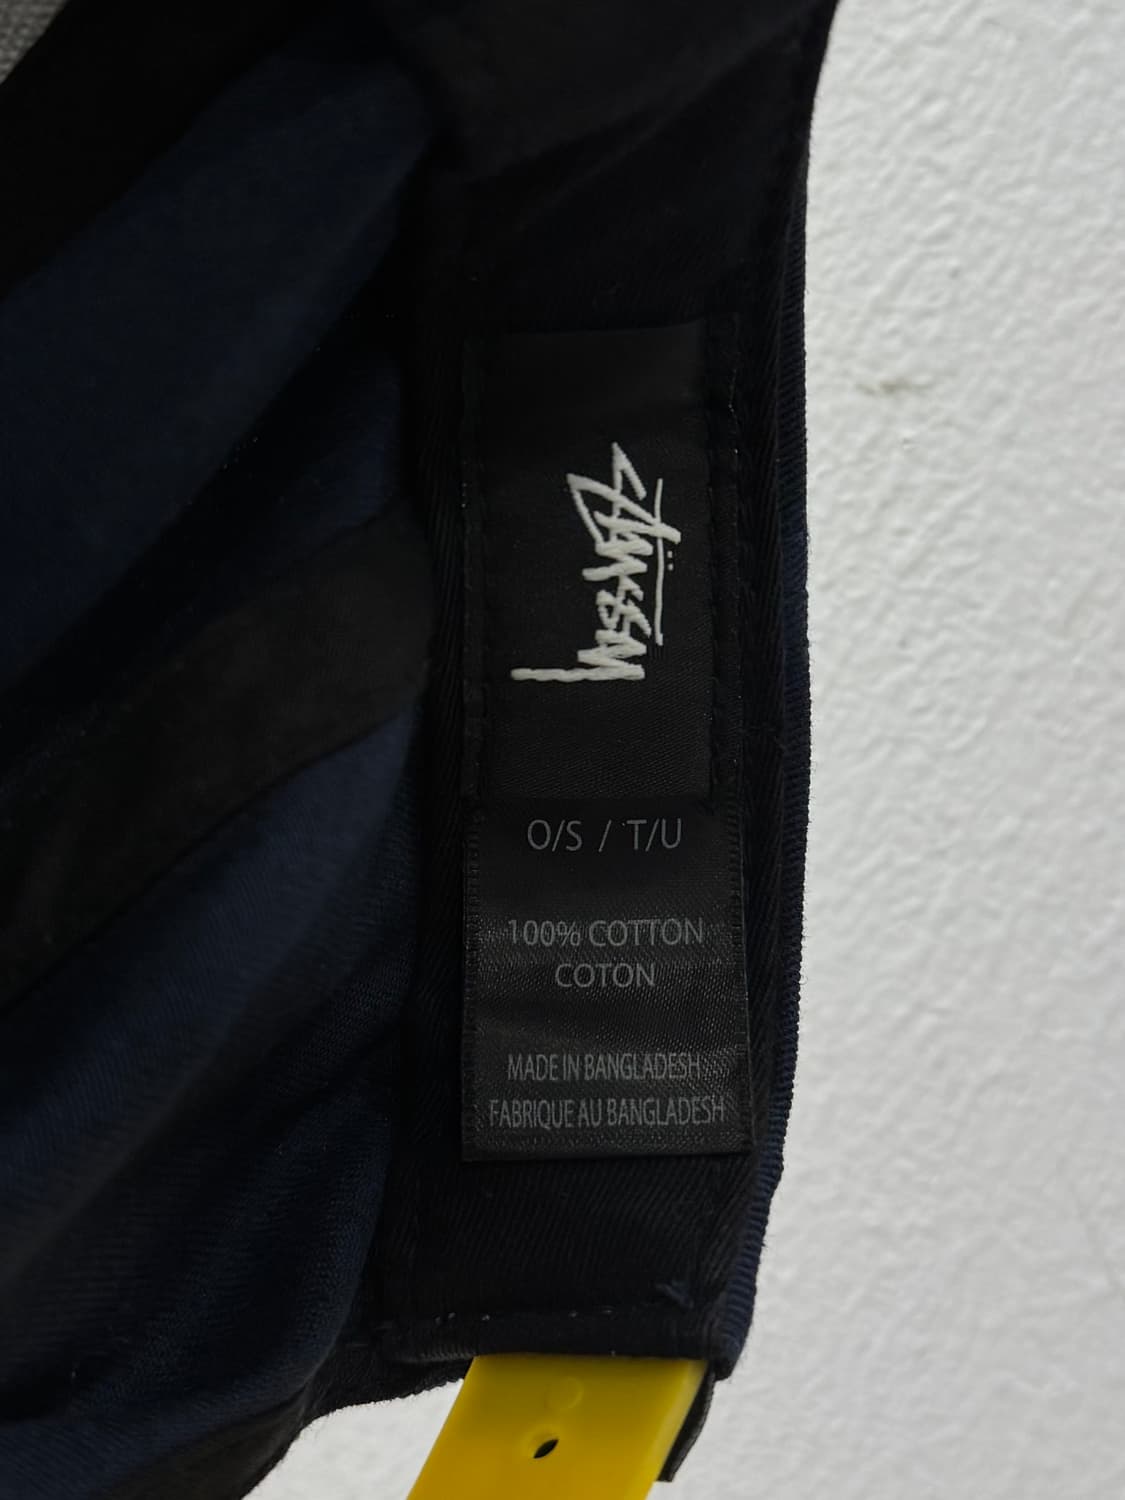 Stüssy
O/S / T/U
100% COTTON
COTON
MADE IN BANGLADESH
FABRIQUE AU BANGLADESH